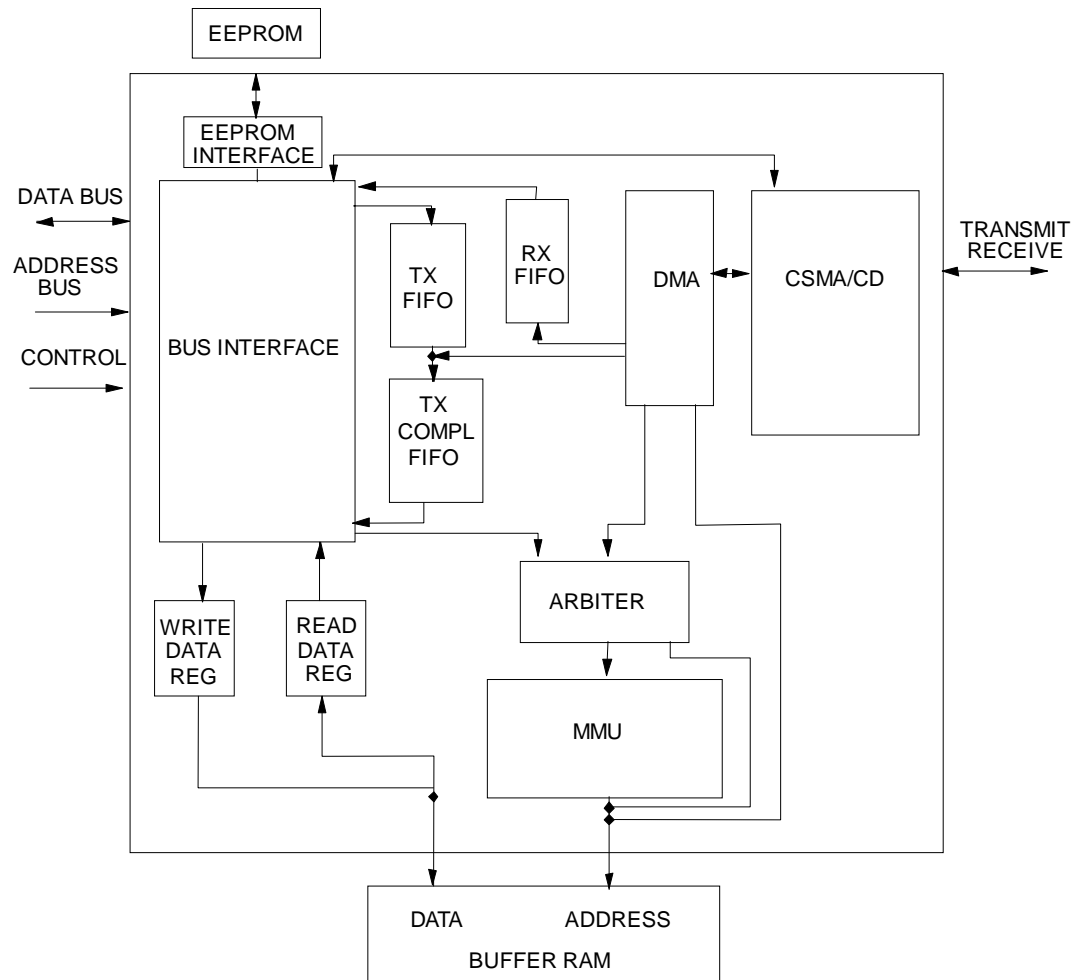 EEPROM
EEPROM
INTERFACE
DATA BUS
ADDRESS
BUS
CONTROL
BUS INTERFACE
TX
FIFO
RX
FIFO
DMA
CSMA/CD
TRANSMIT
RECEIVE
TX
COMPL
FIFO
WRITE
DATA
REG
READ
DATA
REG
ARBITER
MMU
DATA
ADDRESS
BUFFER RAM